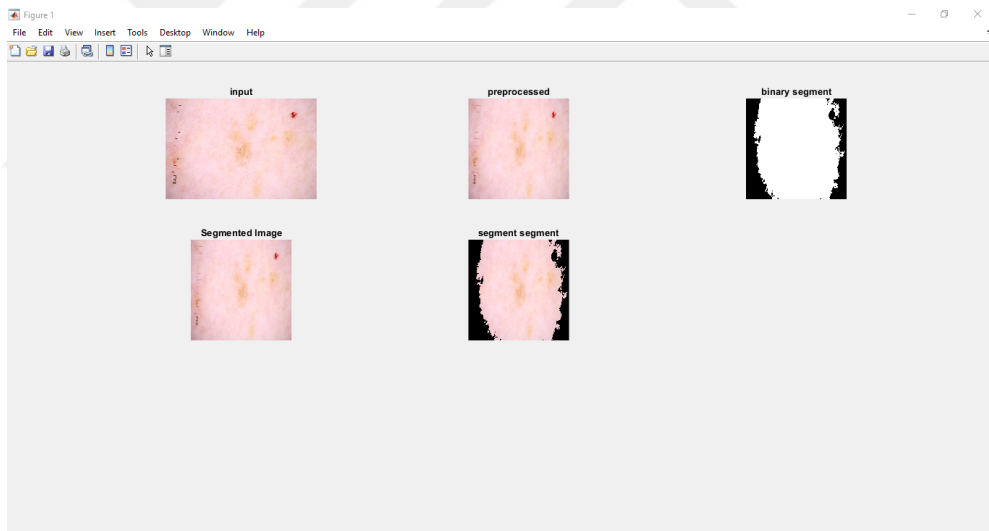 Figure 1
File Edit View Insert Tools Desktop Window Help
input
preprocessed
binary segment
Segmented Image
segment segment